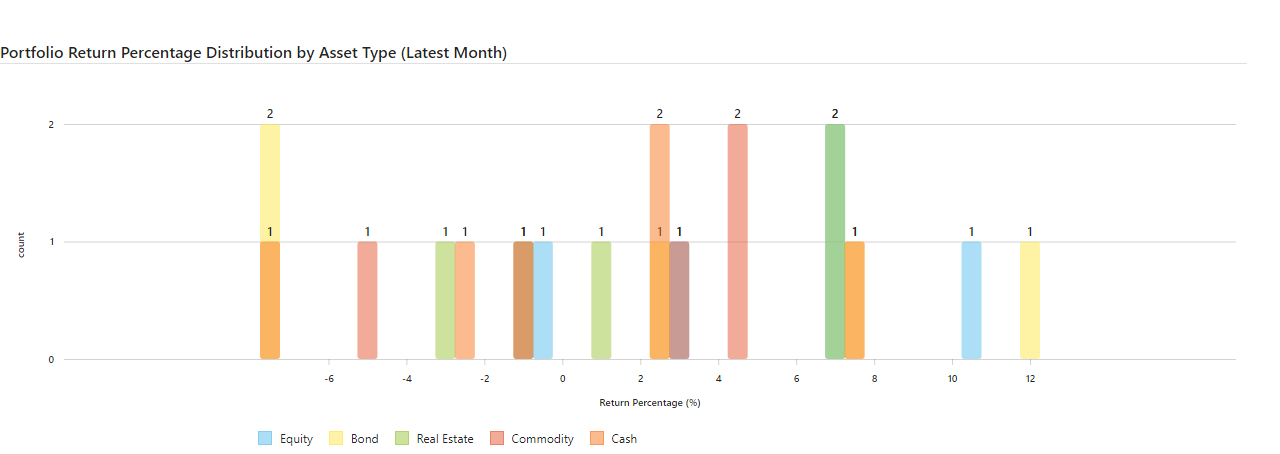 Portfolio Return Percentage Distribution by Asset Type (Latest Month)
2 2 2 2
2
1 1 1 1 1 1 1 1 1 1 1 1
1
count
0
-6 -4 -2 0 2 4 6 8 10 12
Return Percentage (%)
Equity Bond Real Estate Commodity Cash